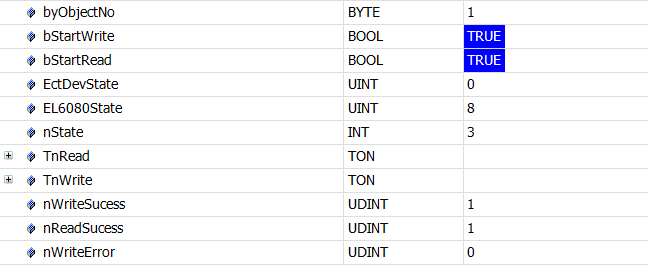 byObjectNo BYTE 1
bStartWrite BOOL TRUE
bStartRead BOOL TRUE
EctDevState UINT 0
EL6080State UINT 8
nState INT 3
TnRead TON
TnWrite TON
nWriteSucess UDINT 1
nReadSucess UDINT 1
nWriteError UDINT 0